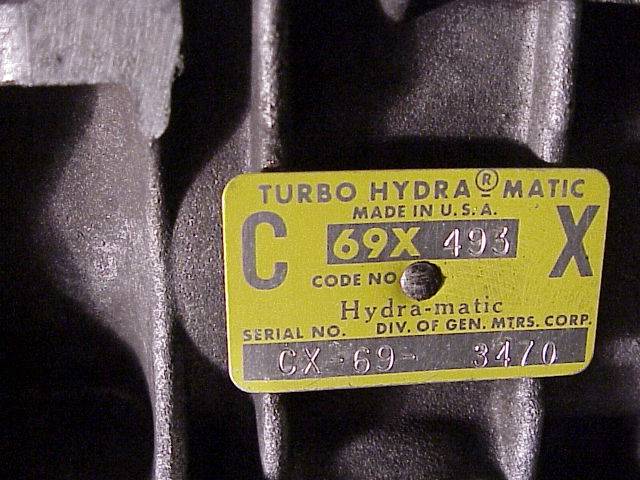 TURBO HYDRA®MATIC
MADE IN U.S.A.
C 69X 493 X
CODE NO
Hydra-matic
SERIAL NO. DIV. OF GEN. MTRS. CORP.
CX-69- 3470